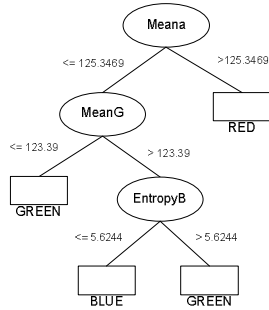 Meana
<= 125.3469
>125.3469
MeanG
RED
<= 123.39
> 123.39
GREEN
EntropyB
<= 5.6244
> 5.6244
BLUE
GREEN